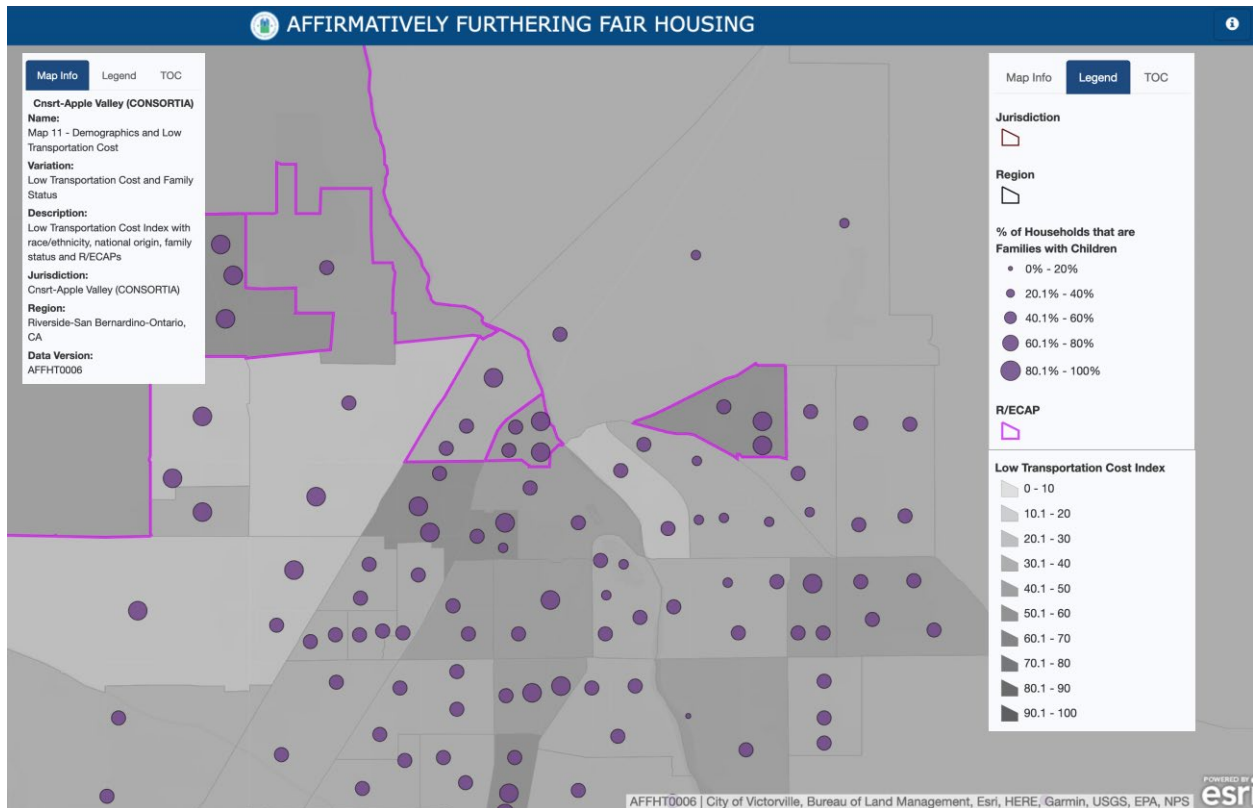 AFFIRMATIVELY FURTHERING FAIR HOUSING
Map Info Legend TOC
Cnsrt-Apple Valley (CONSORTIA)
Name:
Map 11 - Demographics and Low
Transportation Cost
Variation:
Low Transportation Cost and Family
Status
Description:
Low Transportation Cost Index with
race/ethnicity, national origin, family
status and R/ECAPs
Jurisdiction:
Cnsrt-Apple Valley (CONSORTIA)
Region:
Riverside-San Bernardino-Ontario,
CA
Data Version:
AFFHT0006
Map Info Legend TOC
Jurisdiction
Region
% of Households that are
Families with Children
0% - 20%
20.1% - 40%
40.1% - 60%
60.1% - 80%
80.1% - 100%
R/ECAP
Low Transportation Cost Index
0 - 10
10.1 - 20
20.1 - 30
30.1 - 40
40.1 - 50
50.1 - 60
60.1 - 70
70.1 - 80
80.1 - 90
90.1 - 100
POWERED BY
esri
AFFHT0006 | City of Victorville, Bureau of Land Management, Esri, HERE, Garmin, USGS, EPA, NPS